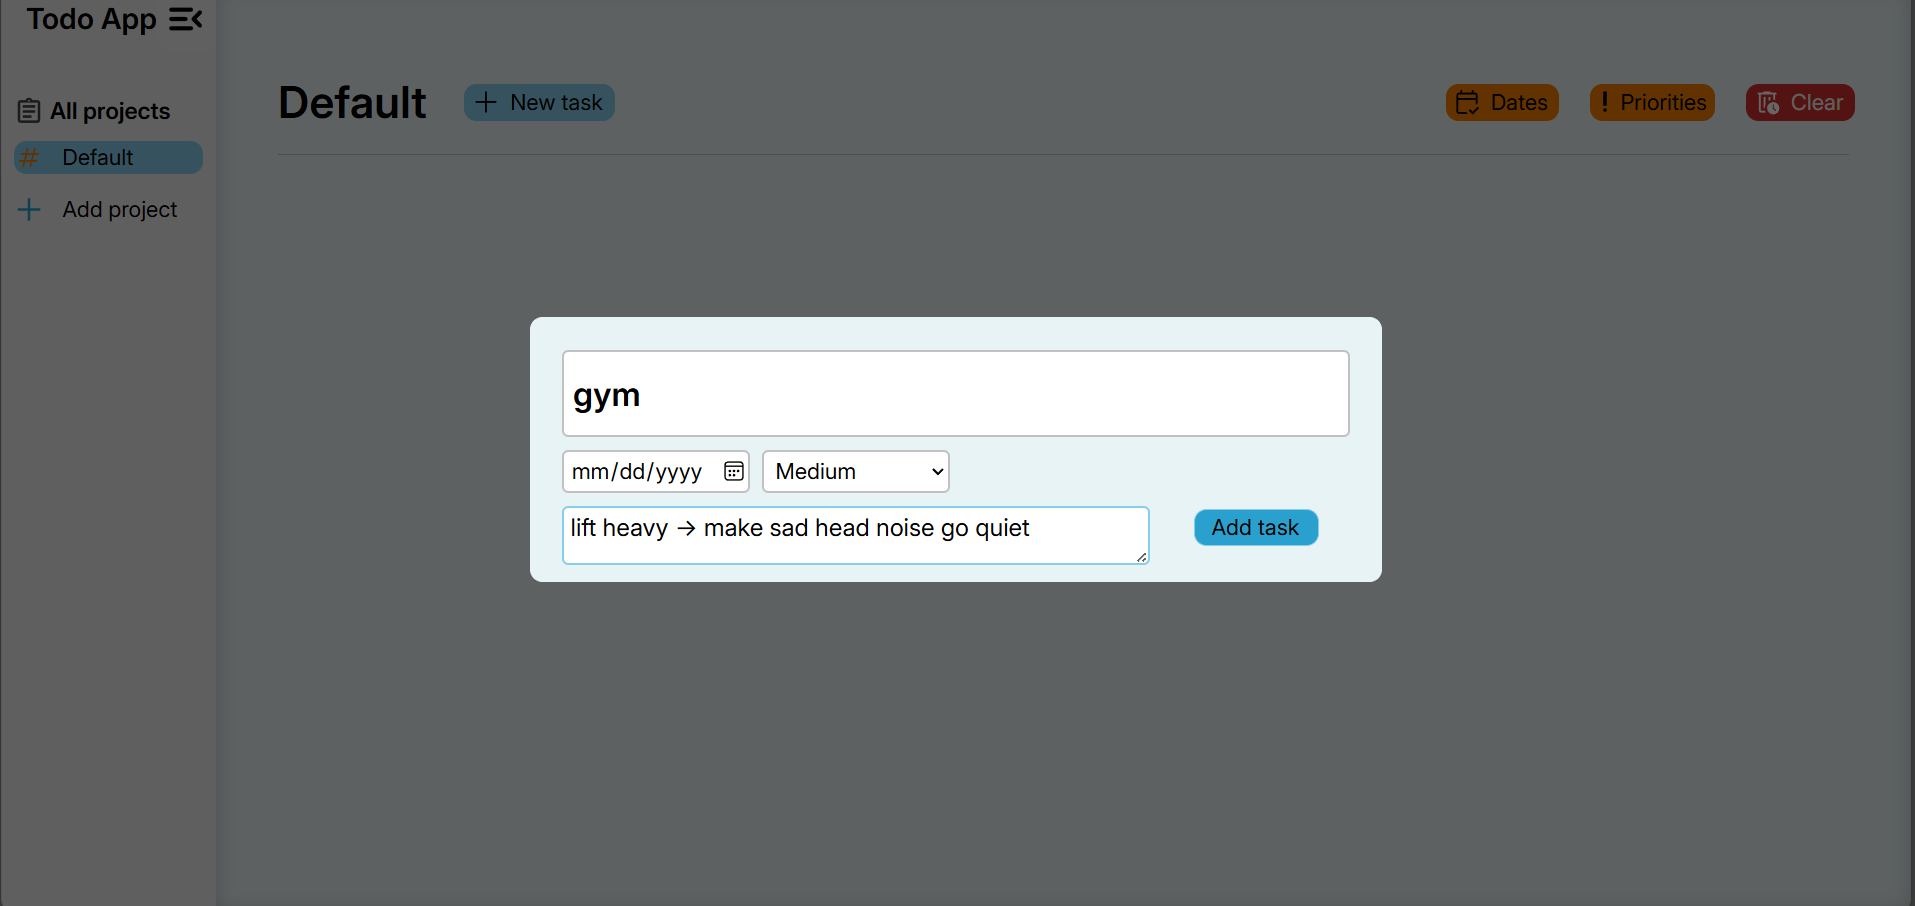 Todo App
All projects
# Default
Add project
Default
New task
Dates
Priorities
Clear
gym
mm/dd/yyyy
Medium
lift heavy → make sad head noise go quiet
Add task